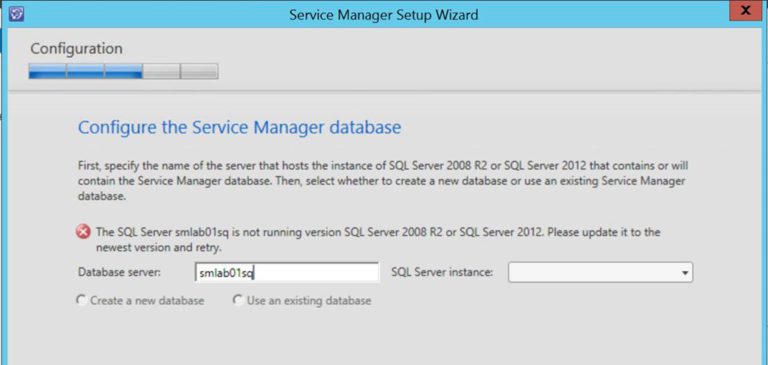 Service Manager Setup Wizard
x
Configuration
Configure the Service Manager database
First, specify the name of the server that hosts the instance of SQL Server 2008 R2 or SQL Server 2012 that contains or will
contain the Service Manager database. Then, select whether to create a new database or use an existing Service Manager
database.
The SQL Server smlab01sq is not running version SQL Server 2008 R2 or SQL Server 2012. Please update it to the
newest version and retry.
Database server: smlab01sq SQL Server instance:
Create a new database Use an existing database